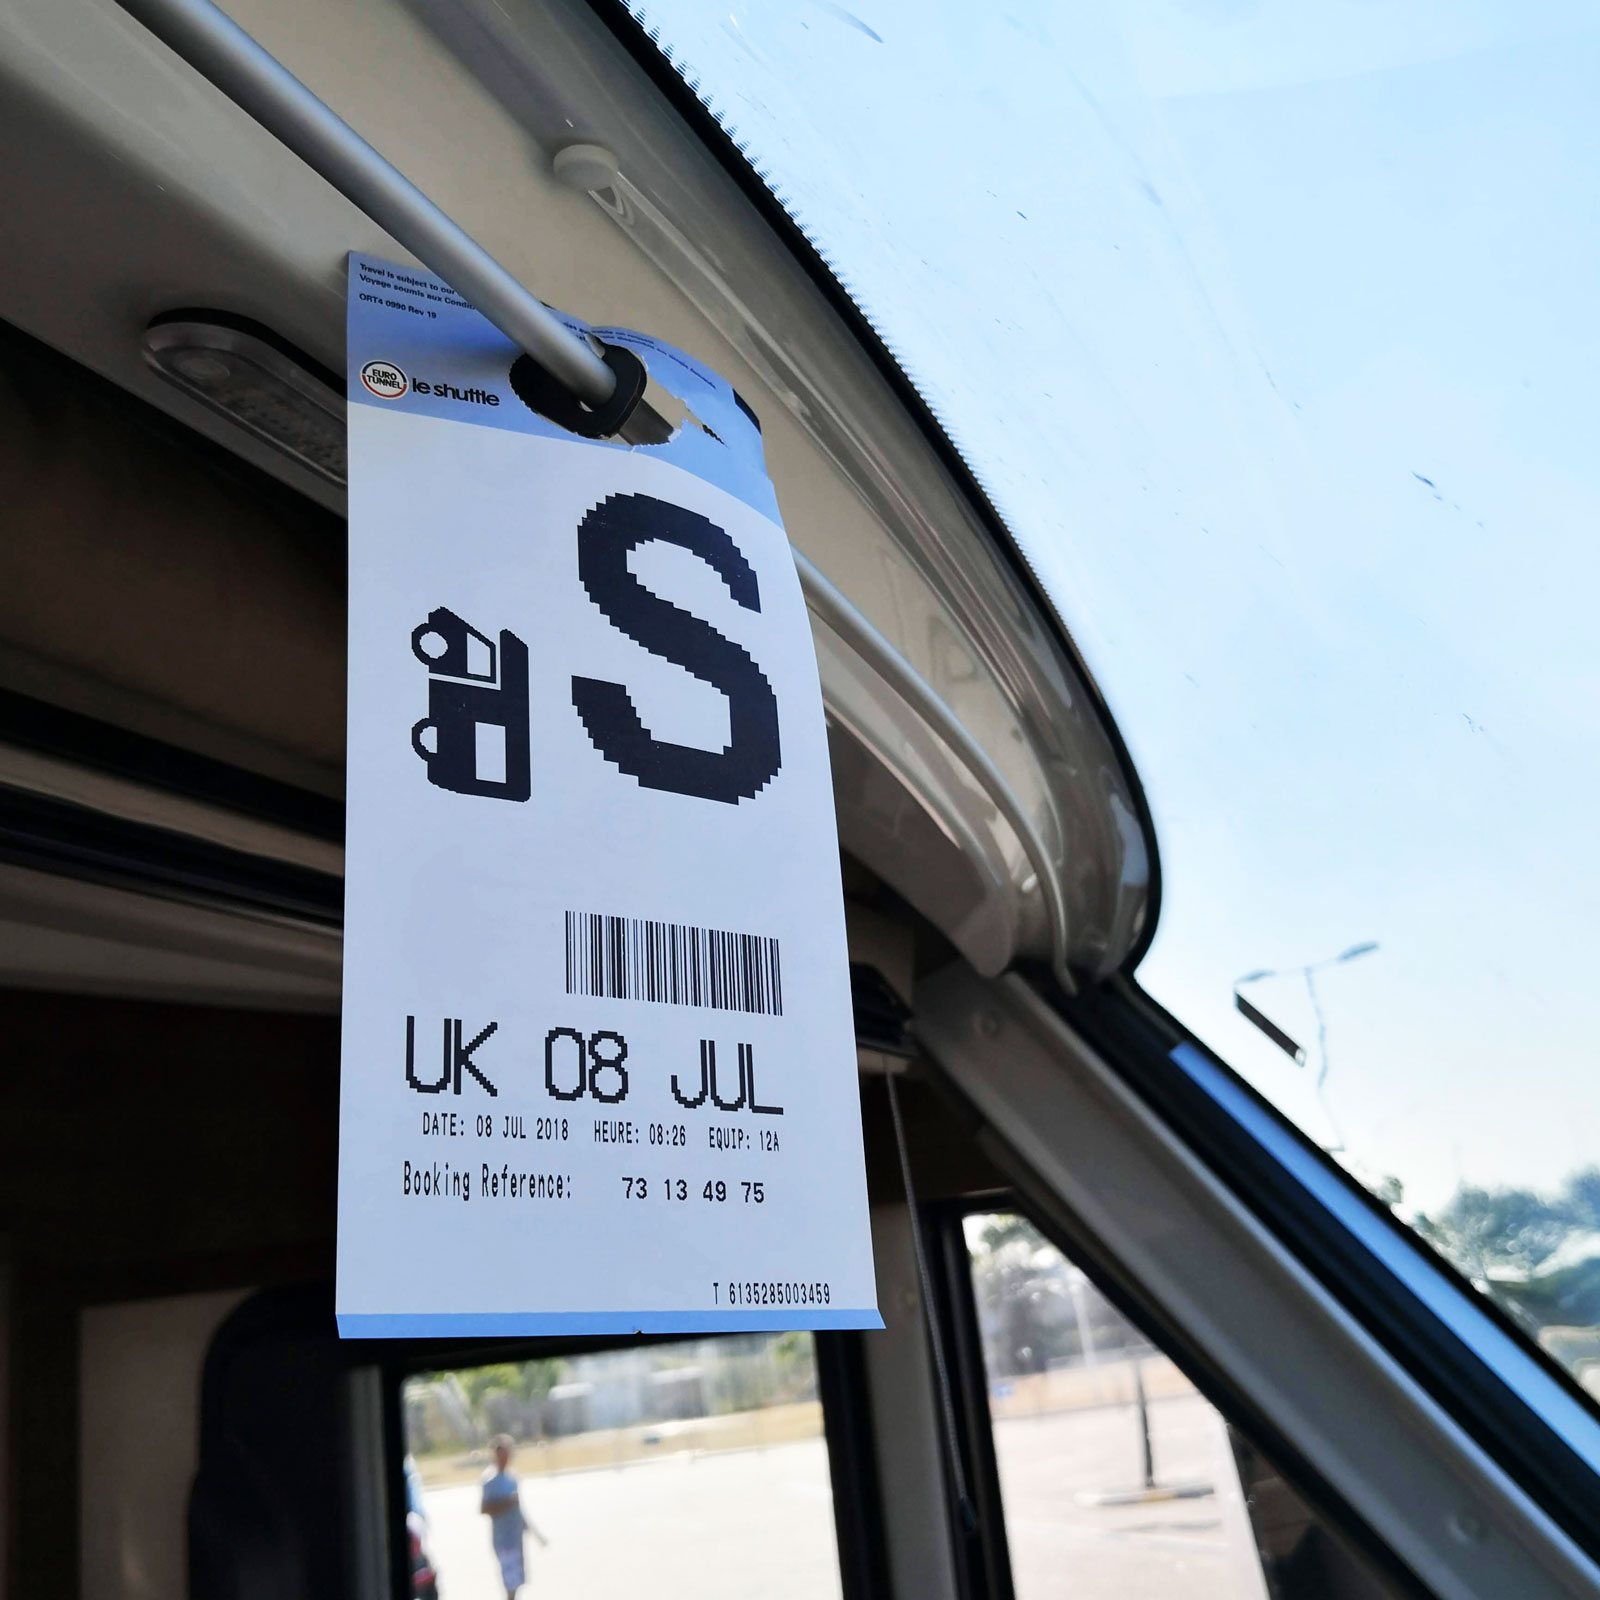 Travel is subject to our
Voyage soumis aux Condit
ORT4 0990 Rev 19
EURO
TUNNEL
le shuttle
S
UK 08 JUL
DATE: 08 JUL 2018 HEURE: 08:26 EQUIP: 12A
Booking Reference: 73 13 49 75
T 6135285003459